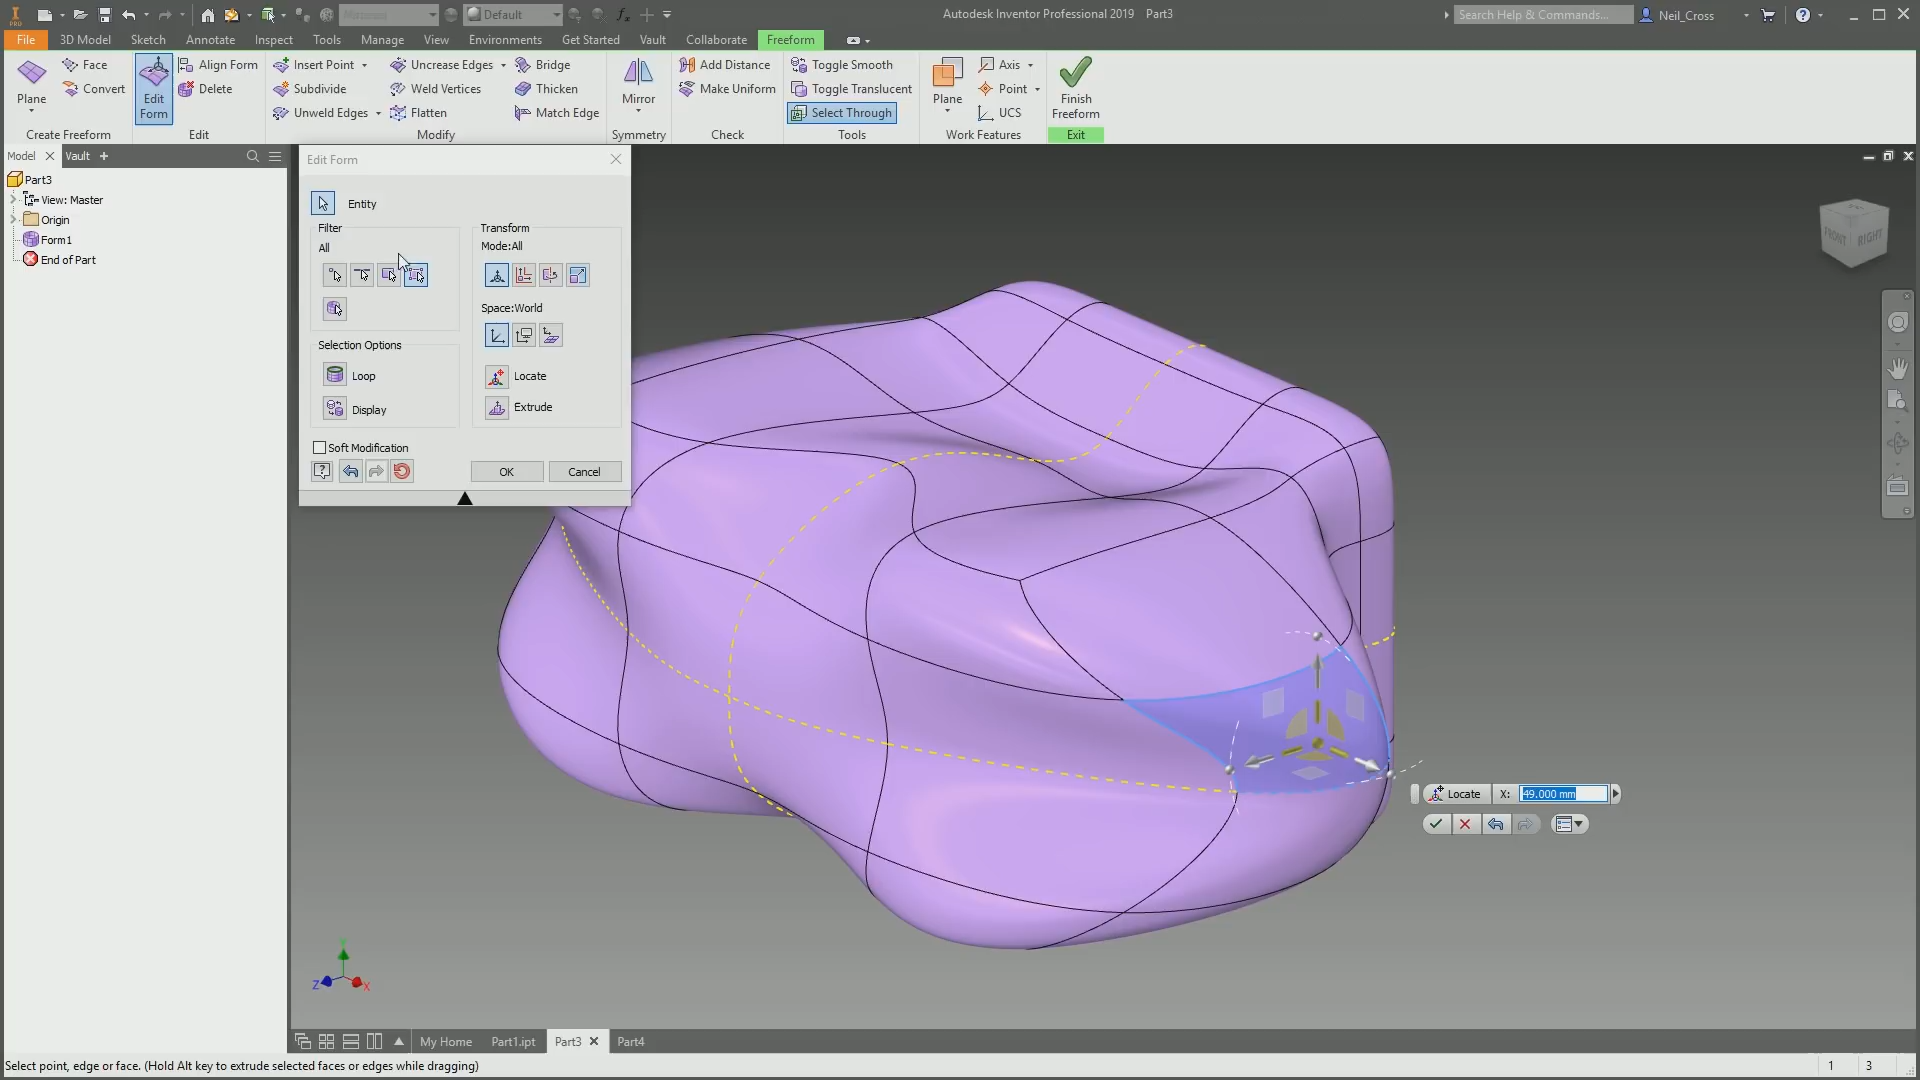 PRO
Default
fx
Autodesk Inventor Professional 2019 Part3
Search Help & Commands...
Neil_Cross
File 3D Model Sketch Annotate Inspect Tools Manage View Environments Get Started Vault Collaborate Freeform
Plane
Face
Convert
Create Freeform
Edit Form
Align Form
Delete
Edit
Insert Point
Subdivide
Unweld Edges
Uncrease Edges
Weld Vertices
Flatten
Bridge
Thicken
Match Edge
Modify
Mirror
Symmetry
Add Distance
Make Uniform
Check
Toggle Smooth
Toggle Translucent
Select Through
Tools
Plane
Axis
Point
UCS
Work Features
Finish
Freeform
Exit
Model Vault +
Part3
View: Master
Origin
Form1
End of Part
Edit Form
Entity
Filter
All
Selection Options
Loop
Display
Soft Modification
Transform
Mode:All
Space:World
Locate
Extrude
OK Cancel
FRONT RIGHT
Locate X: 49.000 mm
Y
Z
X
My Home Part1.ipt Part3 Part4
Select point, edge or face. (Hold Alt key to extrude selected faces or edges while dragging)
1 3